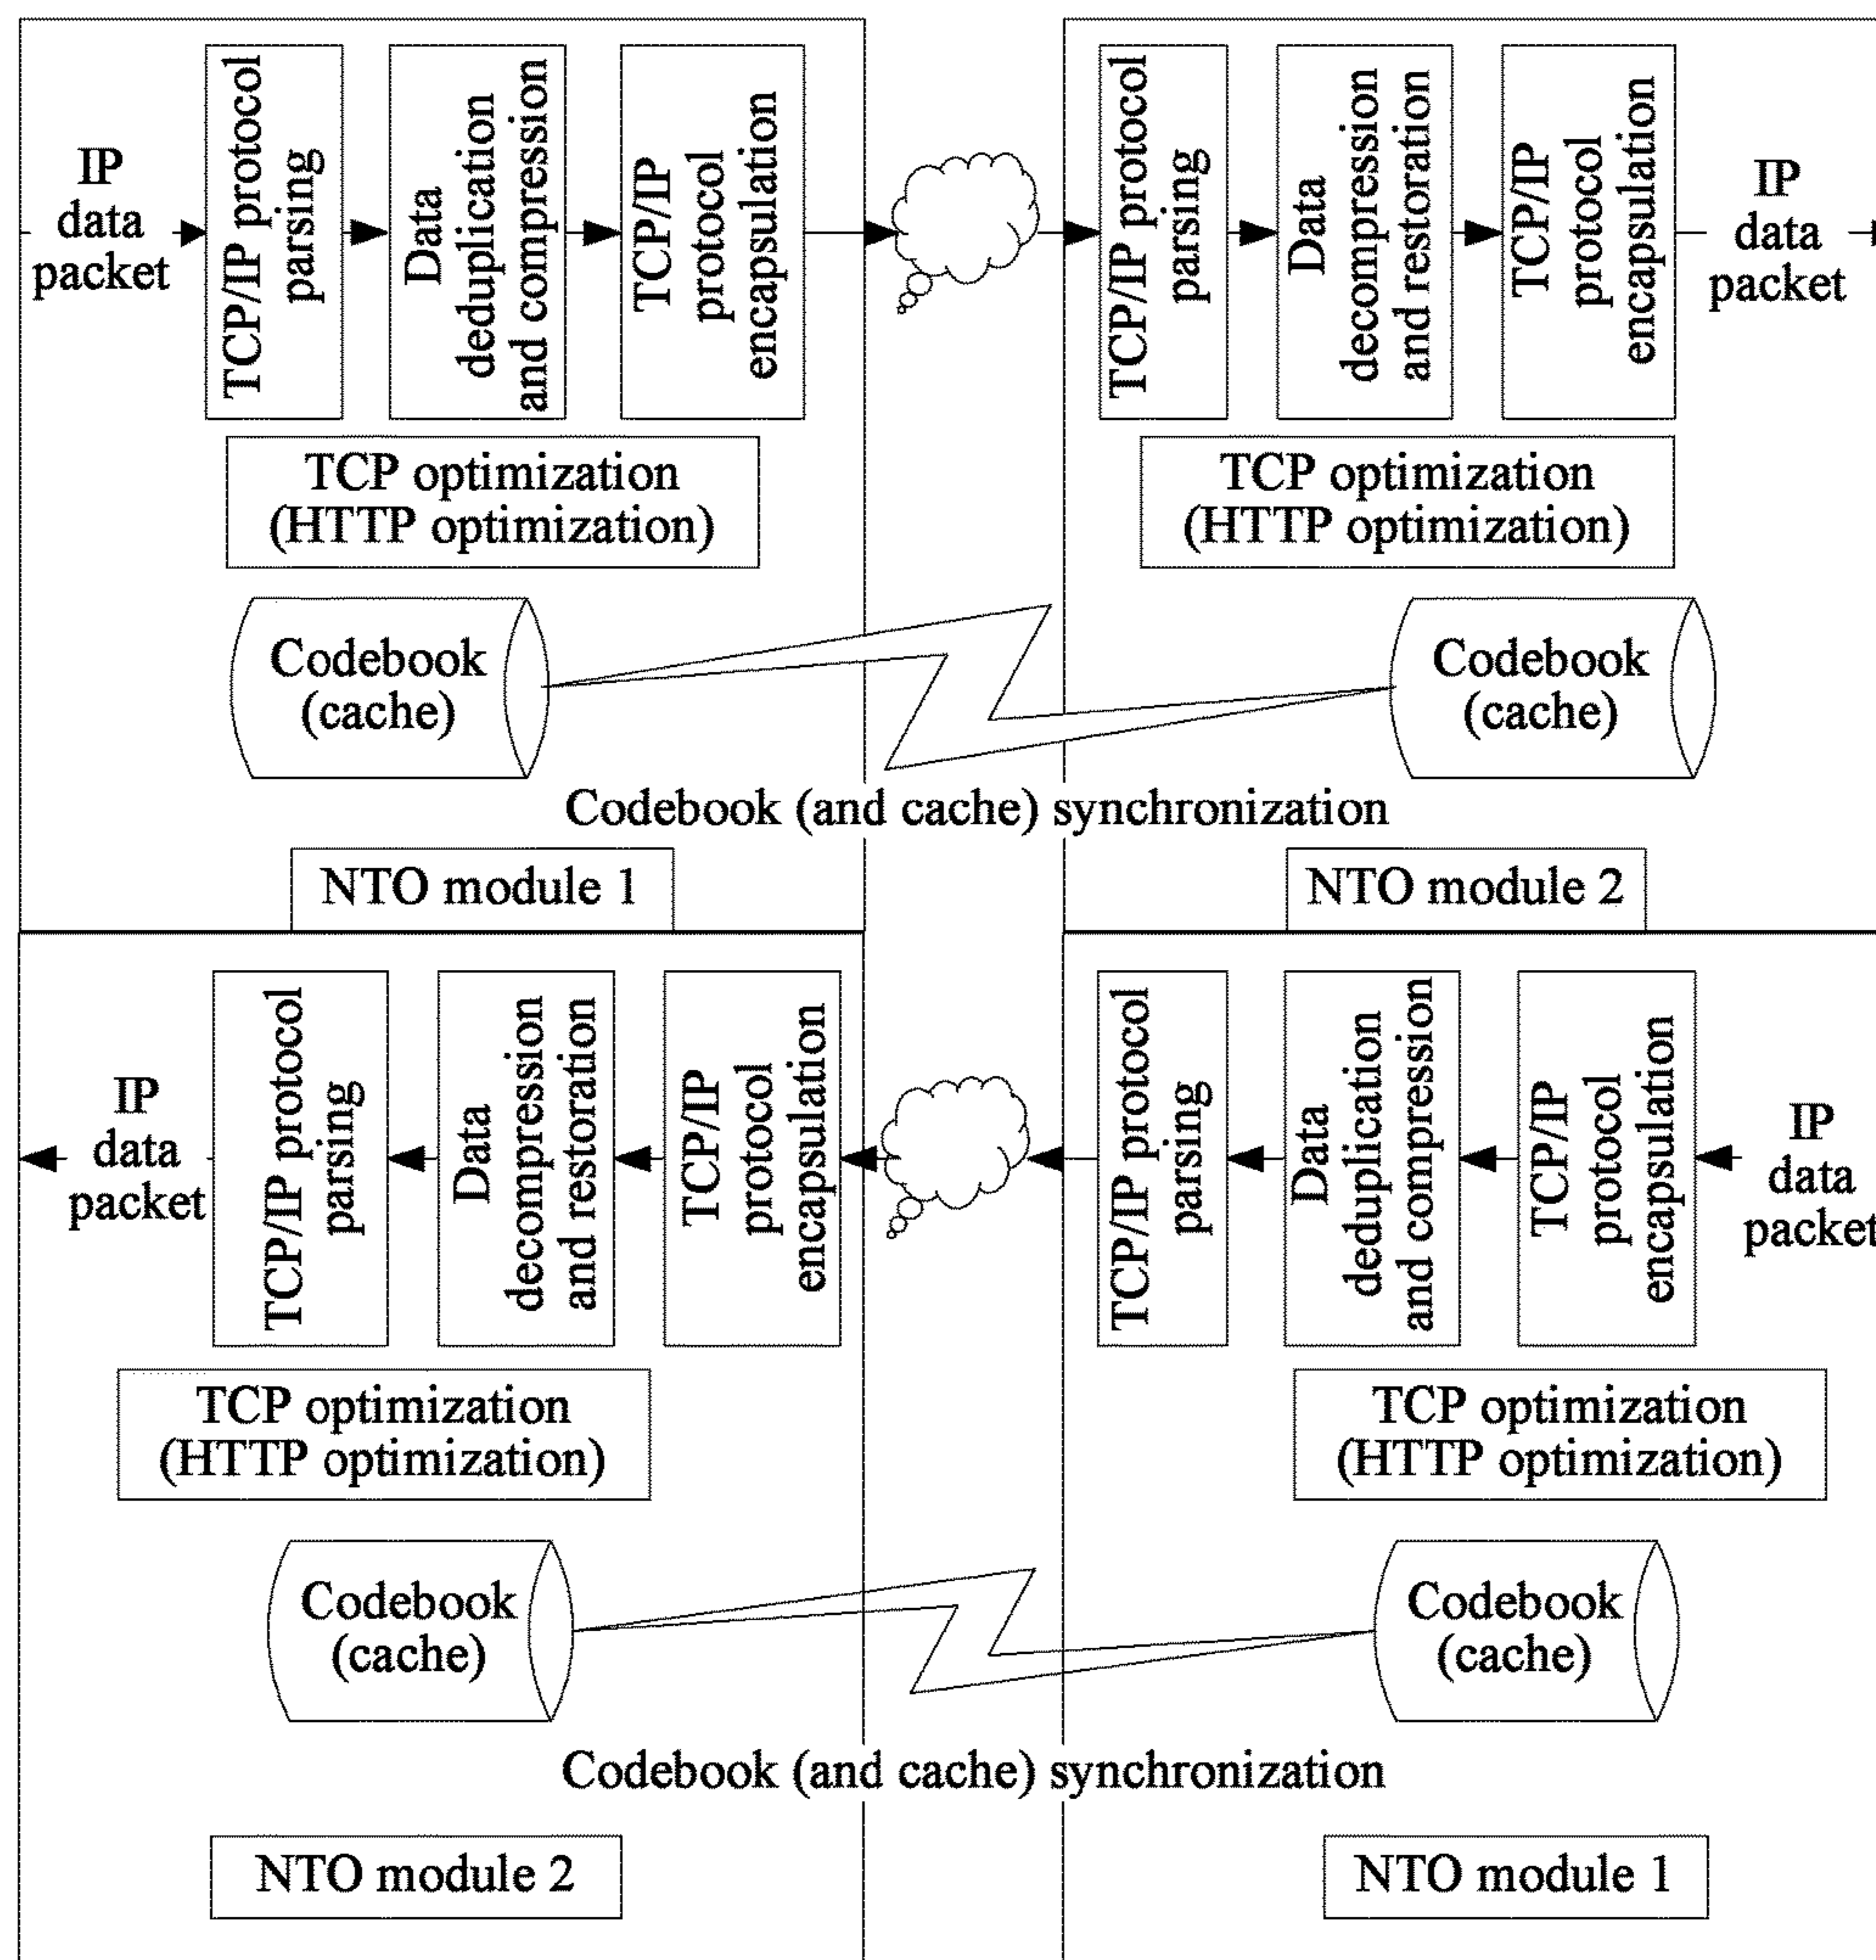 IP
data
packet
TCP/IP protocol
parsing
Data
deduplication
and compression
TCP/IP
protocol
encapsulation
TCP/IP protocol
parsing
Data
decompression
and restoration
TCP/IP
protocol
encapsulation
IP
data
packet
TCP optimization
(HTTP optimization)
TCP optimization
(HTTP optimization)
Codebook
(cache)
Codebook
(cache)
Codebook (and cache) synchronization
NTO module 1
NTO module 2
IP
data
packet
TCP/IP protocol
parsing
Data
decompression
and restoration
TCP/IP
protocol
encapsulation
TCP/IP protocol
parsing
Data
deduplication
and compression
TCP/IP
protocol
encapsulation
IP
data
packet
TCP optimization
(HTTP optimization)
TCP optimization
(HTTP optimization)
Codebook
(cache)
Codebook
(cache)
Codebook (and cache) synchronization
NTO module 2
NTO module 1